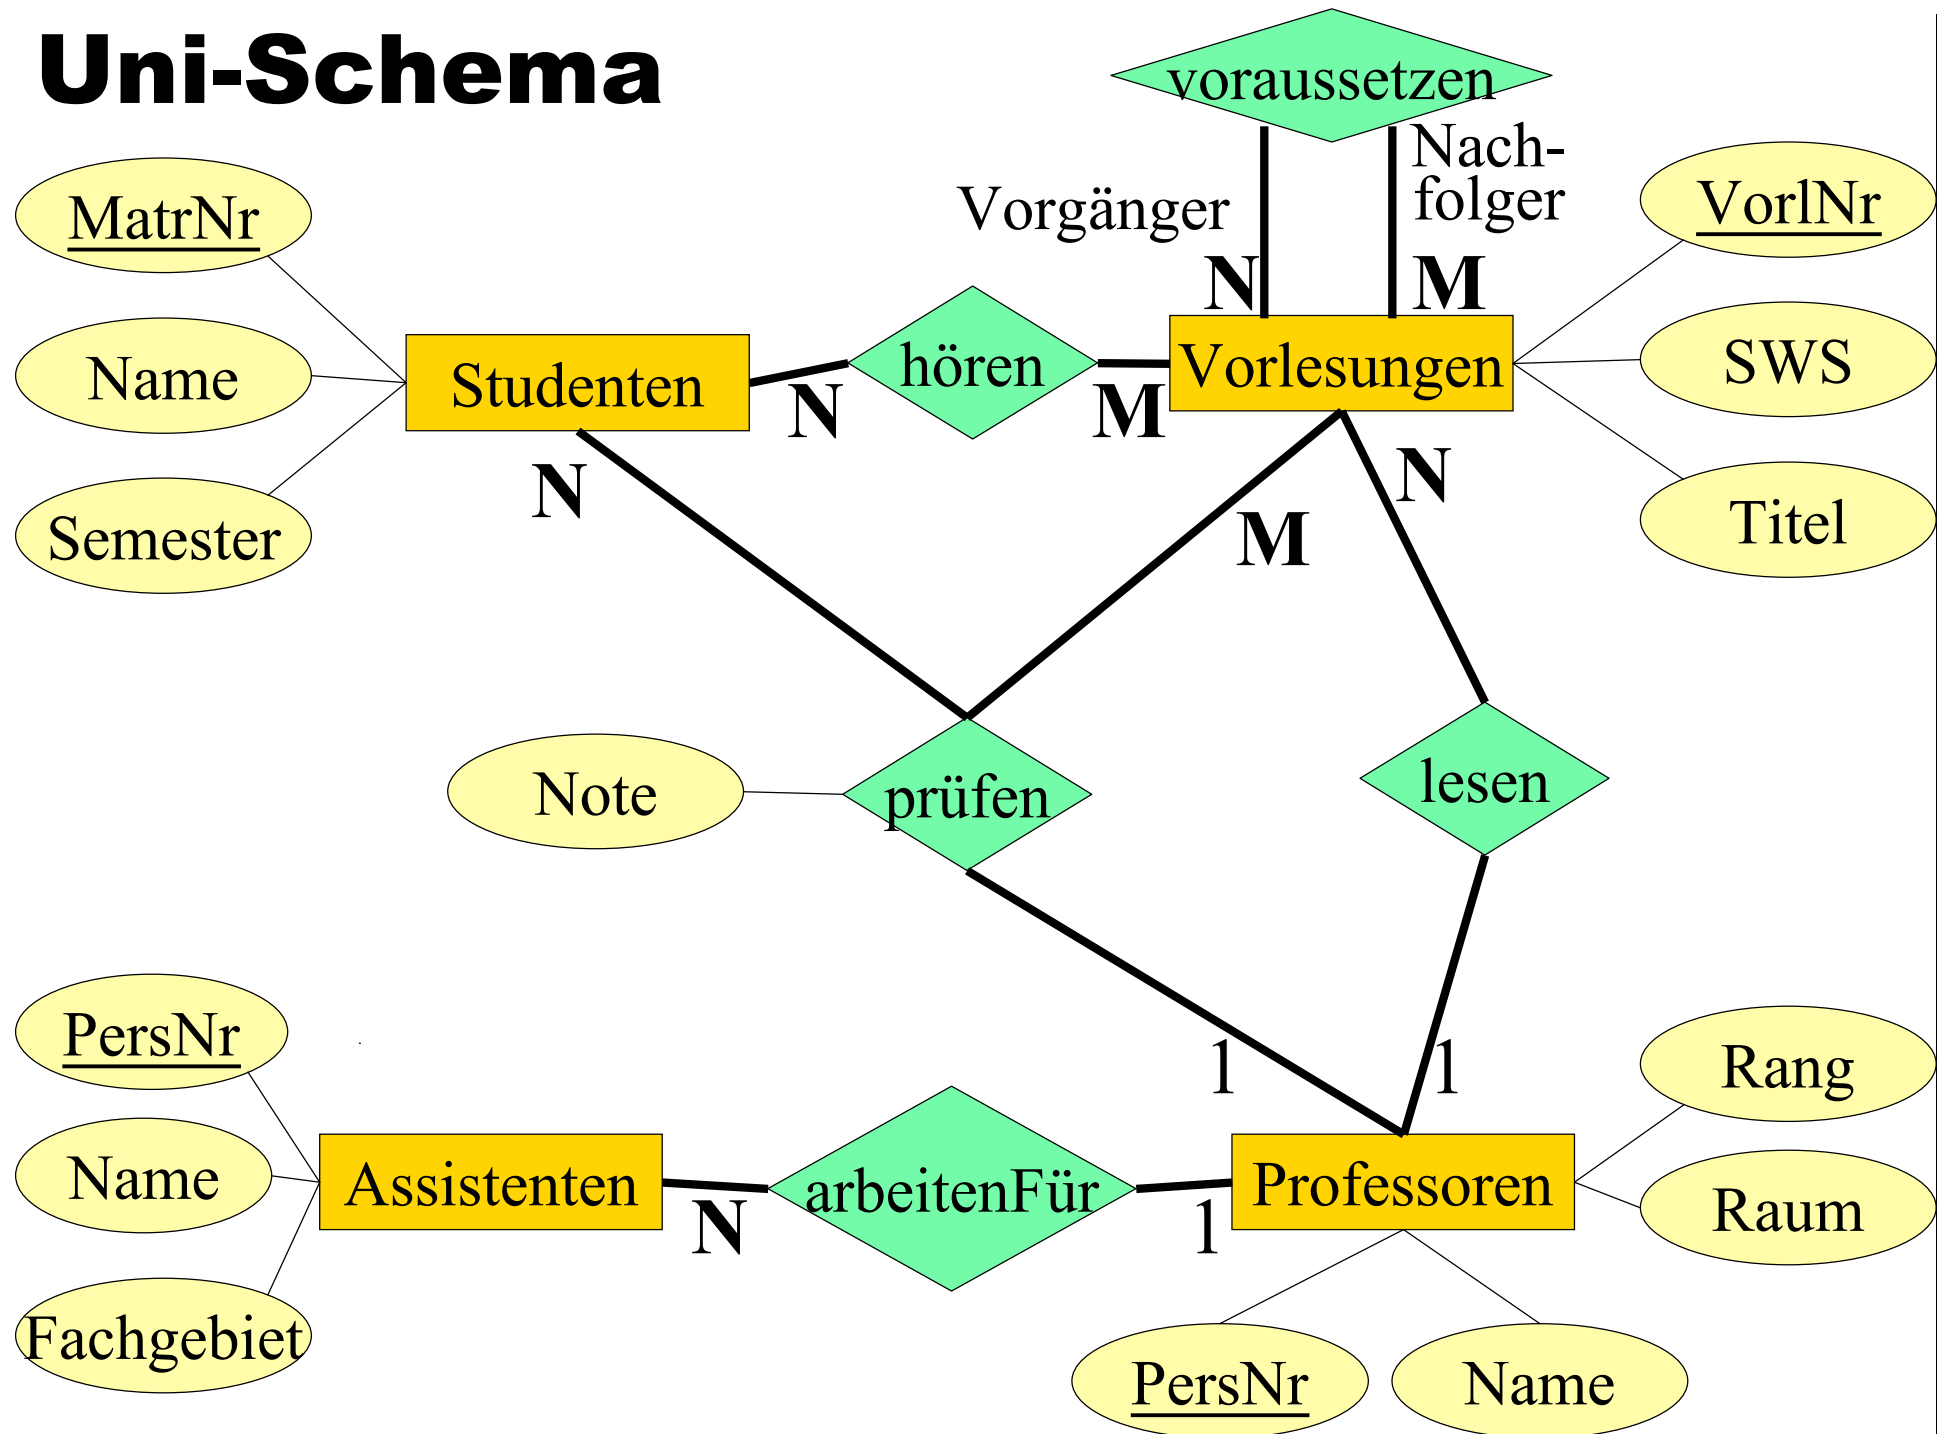 Uni-Schema
voraussetzen
Nach-
folger
Vorgänger
N
M
MatrNr
Name
Semester
Studenten
N
hören
M
Vorlesungen
VorlNr
SWS
Titel
N
M
N
Note
prüfen
lesen
1
1
PersNr
Name
Fachgebiet
Assistenten
N
arbeitenFür
1
Professoren
Rang
Raum
PersNr
Name